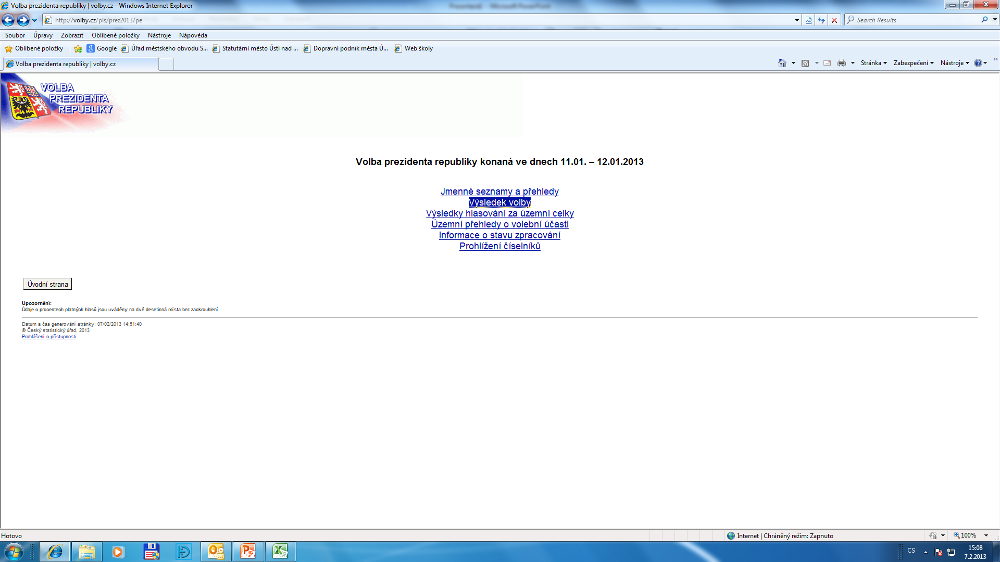 Volba prezidenta republiky | volby.cz - Windows Internet Explorer
http://volby.cz/pls/prez2013/pe
Search Results
Soubor Úpravy Zobrazit Oblíbené položky Nástroje Nápověda
Oblíbené položky Google Úřad městského obvodu S... Statutární město Ústí nad ... Dopravní podnik města Ú... Web školy
Volba prezidenta republiky | volby.cz
Stránka Zabezpečení Nástroje
VOLBA
PREZIDENTA
REPUBLIKY
Volba prezidenta republiky konaná ve dnech 11.01. – 12.01.2013
Jmenné seznamy a přehledy
Výsledek volby
Výsledky hlasování za územní celky
Územní přehledy o volební účasti
Informace o stavu zpracování
Prohlížení číselníků
Úvodní strana
Upozornění:
Údaje o procentech platných hlasů jsou uváděny na dvě desetinná místa bez zaokrouhlení.
Datum a čas generování stránky: 07/02/2013 14:51:40
© Český statistický úřad, 2013
Prohlášení o přístupnosti
Hotovo
Internet | Chráněný režim: Zapnuto
100%
CS
15:08
7.2.2013